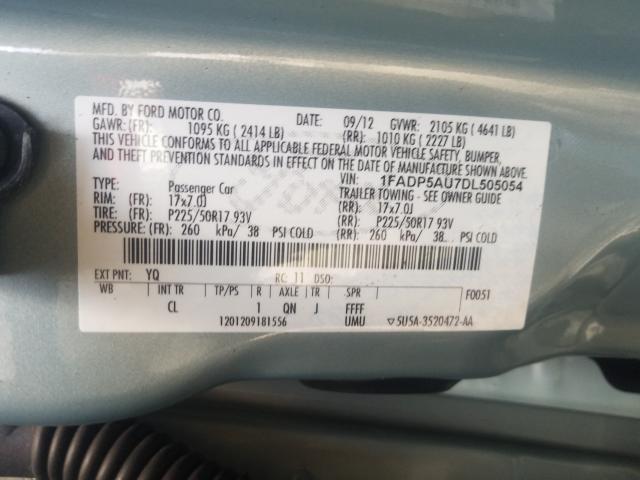 MFD. BY FORD MOTOR CO. DATE: 09/12 GVWR: 2105 KG ( 4641 LB)
GAWR: (FR): 1095 KG ( 2414 LB) (RR): 1010 KG ( 2227 LB)
THIS VEHICLE CONFORMS TO ALL APPLICABLE FEDERAL MOTOR VEHICLE SAFETY, BUMPER,
AND THEFT PREVENTION STANDARDS IN EFFECT ON THE DATE OF MANUFACTURE SHOWN ABOVE.
VIN: 1FADP5AU7DL505054
TYPE: Passenger Car TRAILER TOWING - SEE OWNER GUIDE
RIM: (FR): 17x7.0J (RR): 17x7.0J
TIRE: (FR): P225/50R17 93V (RR): P225/50R17 93V
PRESSURE: (FR): 260 kPa/ 38 PSI COLD (RR): 260 kPa/ 38 PSI COLD
EXT PNT: YQ RC: 11 DSO:
WB INT TR TP/PS R AXLE TR SPR F0051
CL 1 QN J FFFF
1201209181556 UMU ▽5U5A-3520472-AA